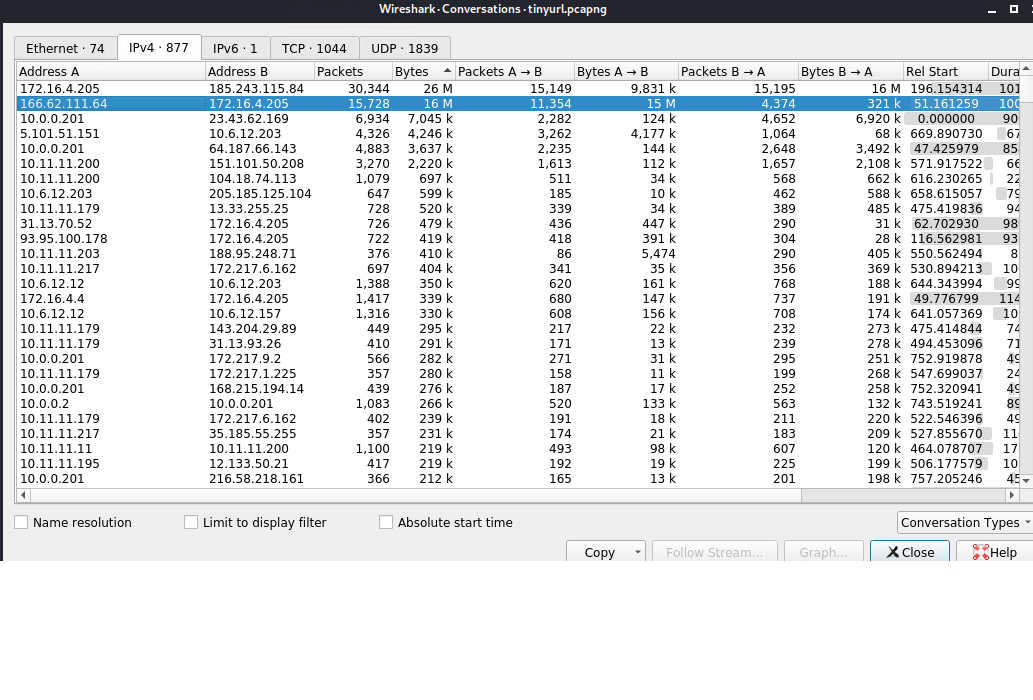 Wireshark · Conversations · tinyurl.pcapng
Ethernet · 74 IPv4 · 877 IPv6 · 1 TCP · 1044 UDP · 1839
Address A Address B Packets Bytes Packets A → B Bytes A → B Packets B → A Bytes B → A Rel Start Dura
172.16.4.205 185.243.115.84 30,344 26 M 15,149 9,831 k 15,195 16 M 196.154314 101
166.62.111.64 172.16.4.205 15,728 16 M 11,354 15 M 4,374 321 k 51.161259 100
10.0.0.201 23.43.62.169 6,934 7,045 k 2,282 124 k 4,652 6,920 k 0.000000 90
5.101.51.151 10.6.12.203 4,326 4,246 k 3,262 4,177 k 1,064 68 k 669.890730 67
10.0.0.201 64.187.66.143 4,883 3,637 k 2,235 144 k 2,648 3,492 k 47.425979 85
10.11.11.200 151.101.50.208 3,270 2,220 k 1,613 112 k 1,657 2,108 k 571.917522 66
10.11.11.200 104.18.74.113 1,079 697 k 511 34 k 568 662 k 616.230265 22
10.6.12.203 205.185.125.104 647 599 k 185 10 k 462 588 k 658.615057 79
10.11.11.179 13.33.255.25 728 520 k 339 34 k 389 485 k 475.419836 94
31.13.70.52 172.16.4.205 726 479 k 436 447 k 290 31 k 62.702930 98
93.95.100.178 172.16.4.205 722 419 k 418 391 k 304 28 k 116.562981 93
10.11.11.203 188.95.248.71 376 410 k 86 5,474 290 405 k 550.562494 8
10.11.11.217 172.217.6.162 697 404 k 341 35 k 356 369 k 530.894213 10
10.6.12.12 10.6.12.203 1,388 350 k 620 161 k 768 188 k 644.343994 99
172.16.4.4 172.16.4.205 1,417 339 k 680 147 k 737 191 k 49.776799 114
10.6.12.12 10.6.12.157 1,316 330 k 608 156 k 708 174 k 641.057369 10
10.11.11.179 143.204.29.89 449 295 k 217 22 k 232 273 k 475.414844 74
10.11.11.179 31.13.93.26 410 291 k 171 13 k 239 278 k 494.453096 71
10.0.0.201 172.217.9.2 566 282 k 271 31 k 295 251 k 752.919878 49
10.11.11.179 172.217.1.225 357 280 k 158 11 k 199 268 k 547.699037 24
10.0.0.201 168.215.194.14 439 276 k 187 17 k 252 258 k 752.320941 49
10.0.0.2 10.0.0.201 1,083 266 k 520 133 k 563 132 k 743.519241 89
10.11.11.179 172.217.6.162 402 239 k 191 18 k 211 220 k 522.546396 49
10.11.11.217 35.185.55.255 357 231 k 174 21 k 183 209 k 527.855670 11
10.11.11.11 10.11.11.200 1,100 219 k 493 98 k 607 120 k 464.078707 17
10.11.11.195 12.133.50.21 417 219 k 192 19 k 225 199 k 506.177579 10
10.0.0.201 216.58.218.161 366 212 k 165 13 k 201 198 k 757.205246 45
Name resolution Limit to display filter Absolute start time Conversation Types
Copy Follow Stream... Graph... Close Help